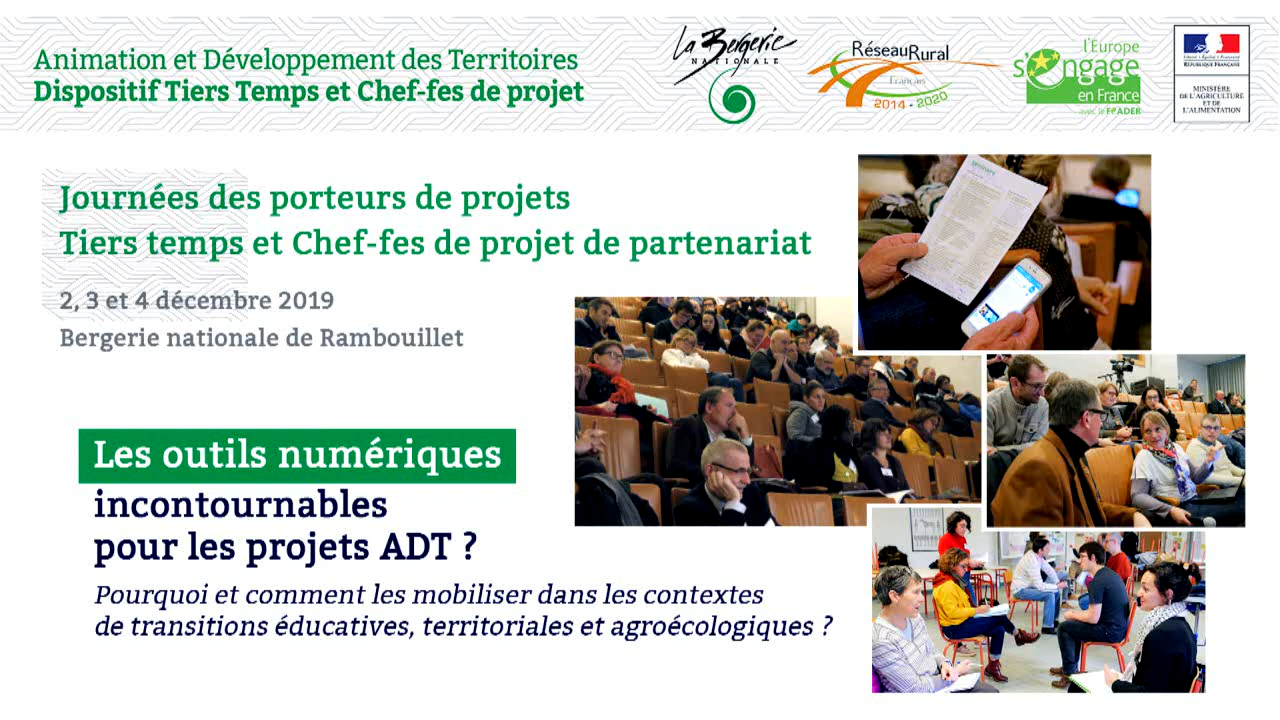 Animation et Développement des Territoires
Dispositif Tiers Temps et Chef-fes de projet
La Bergerie
NATIONALE
RéseauRural
Français
2014 - 2020
l'Europe
s'engage
en France
avec le FEADER
RÉPUBLIQUE FRANÇAISE
MINISTÈRE
DE L'AGRICULTURE
ET DE
L'ALIMENTATION
Journées des porteurs de projets
Tiers temps et Chef-fes de projet de partenariat
2, 3 et 4 décembre 2019
Bergerie nationale de Rambouillet
Les outils numériques
incontournables
pour les projets ADT ?
Pourquoi et comment les mobiliser dans les contextes
de transitions éducatives, territoriales et agroécologiques ?